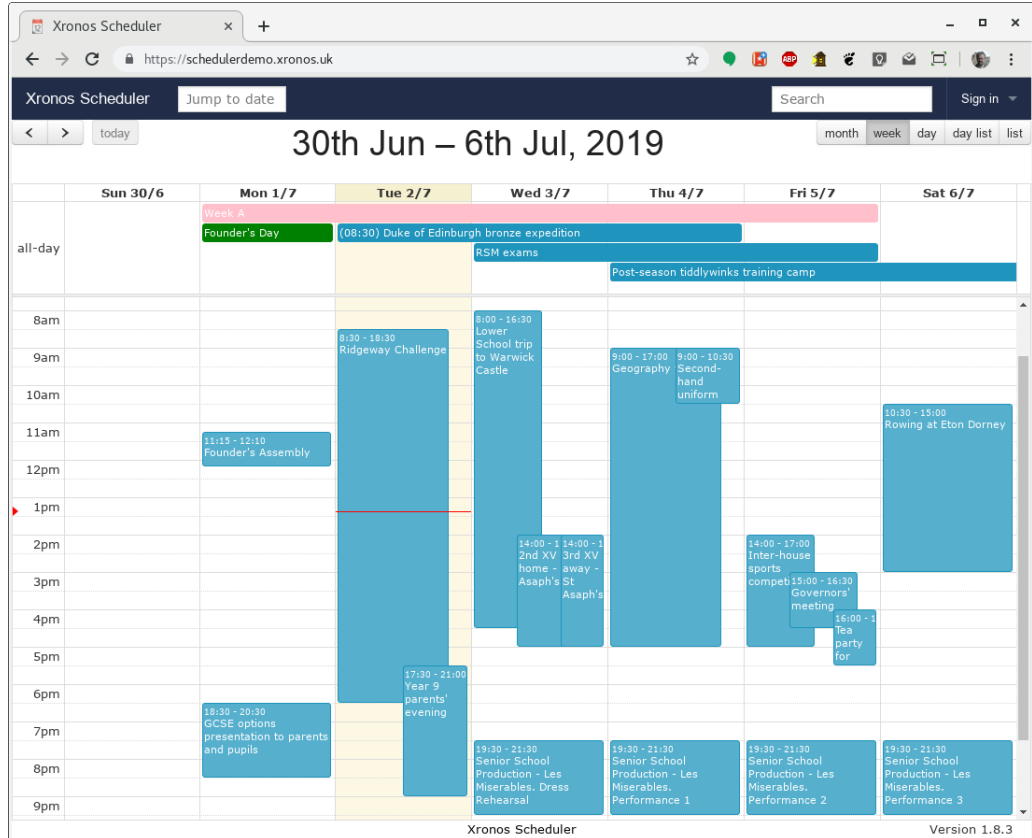 Xronos Scheduler
https://schedulerdemo.xronos.uk
ABP
Xronos Scheduler
Jump to date
Search
Sign in
today
30th Jun – 6th Jul, 2019
month week day day list list
Sun 30/6 Mon 1/7 Tue 2/7 Wed 3/7 Thu 4/7 Fri 5/7 Sat 6/7
all-day
Week A
Founder's Day
(08:30) Duke of Edinburgh bronze expedition
RSM exams
Post-season tiddlywinks training camp
8am
9am
10am
11am
12pm
1pm
2pm
3pm
4pm
5pm
6pm
7pm
8pm
9pm
11:15 - 12:10
Founder's Assembly
18:30 - 20:30
GCSE options
presentation to parents
and pupils
8:30 - 18:30
Ridgeway Challenge
17:30 - 21:00
Year 9
parents'
evening
8:00 - 16:30
Lower
School trip
to Warwick
Castle
14:00 - 1
2nd XV
home -
Asaph's
14:00 - 1
3rd XV
away -
St
Asaph's
19:30 - 21:30
Senior School
Production - Les
Miserables. Dress
Rehearsal
9:00 - 17:00
Geography
9:00 - 10:30
Second-
hand
uniform
19:30 - 21:30
Senior School
Production - Les
Miserables.
Performance 1
14:00 - 17:00
Inter-house
sports
competi
15:00 - 16:30
Governors'
meeting
16:00 - 1
Tea
party
for
19:30 - 21:30
Senior School
Production - Les
Miserables.
Performance 2
10:30 - 15:00
Rowing at Eton Dorney
19:30 - 21:30
Senior School
Production - Les
Miserables.
Performance 3
Xronos Scheduler
Version 1.8.3